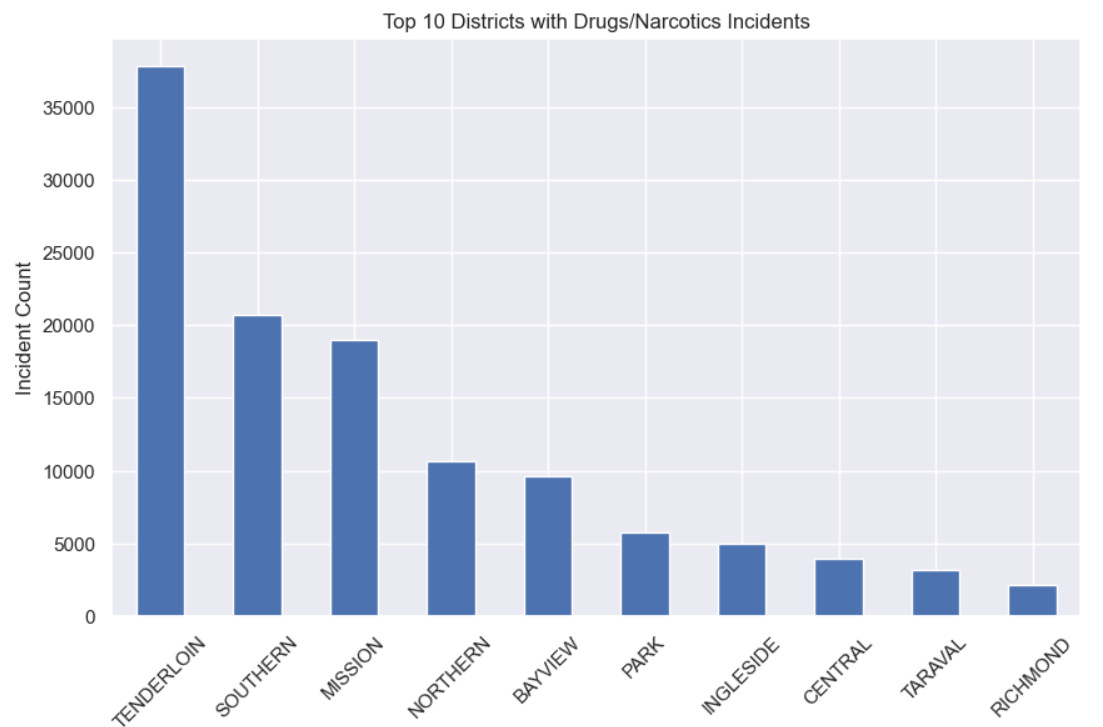 Top 10 Districts with Drugs/Narcotics Incidents
Incident Count
35000
30000
25000
20000
15000
10000
5000
0
TENDERLOIN
SOUTHERN
MISSION
NORTHERN
BAYVIEW
PARK
INGLESIDE
CENTRAL
TARAVAL
RICHMOND